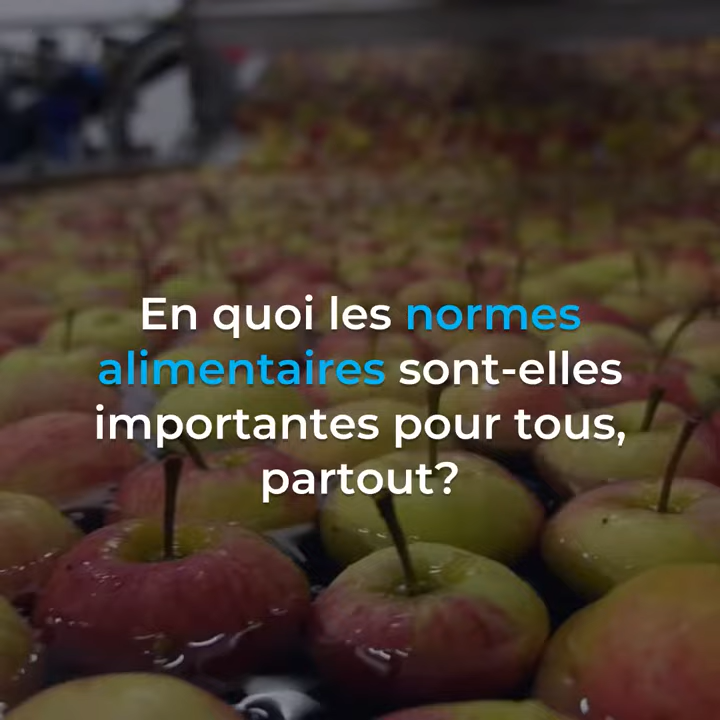 En quoi les normes
alimentaires sont-elles
importantes pour tous,
partout?